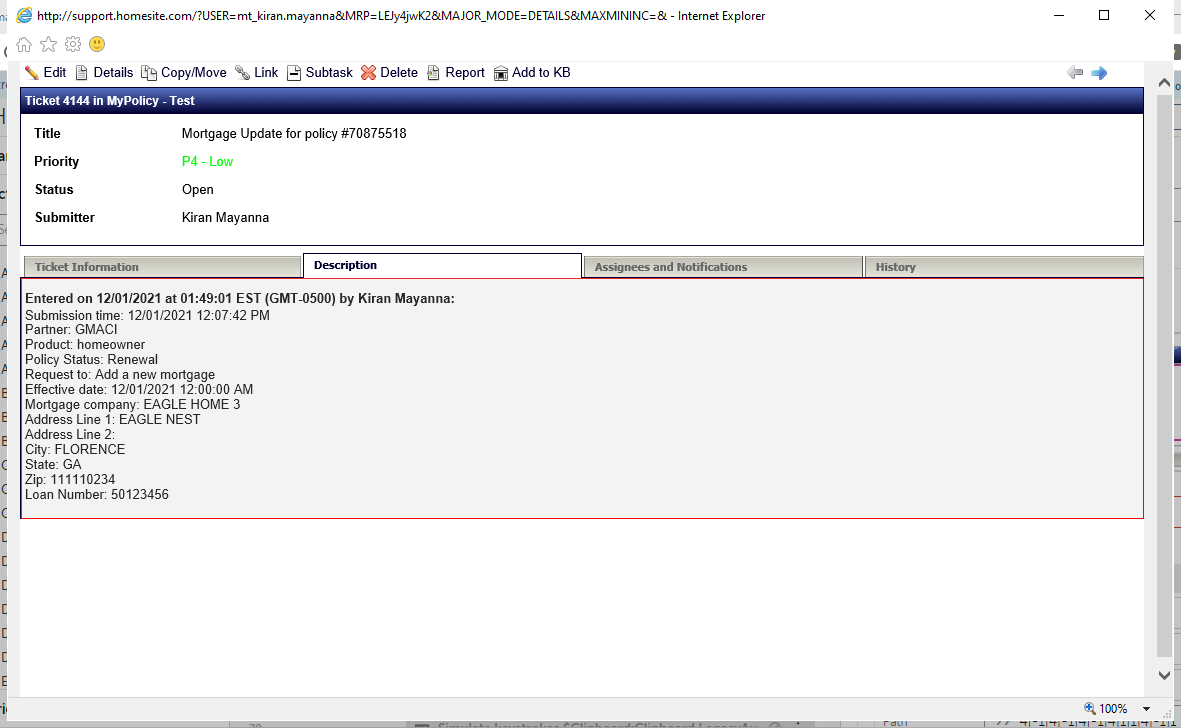 http://support.homesite.com/?USER=mt_kiran.mayanna&MRP=LEJy4jwK2&MAJOR_MODE=DETAILS&MAXMININC=& - Internet Explorer
Edit Details Copy/Move Link Subtask Delete Report Add to KB
Ticket 4144 in MyPolicy - Test
Title Mortgage Update for policy #70875518
Priority P4 - Low
Status Open
Submitter Kiran Mayanna
Ticket Information Description Assignees and Notifications History
Entered on 12/01/2021 at 01:49:01 EST (GMT-0500) by Kiran Mayanna:
Submission time: 12/01/2021 12:07:42 PM
Partner: GMACI
Product: homeowner
Policy Status: Renewal
Request to: Add a new mortgage
Effective date: 12/01/2021 12:00:00 AM
Mortgage company: EAGLE HOME 3
Address Line 1: EAGLE NEST
Address Line 2:
City: FLORENCE
State: GA
Zip: 111110234
Loan Number: 50123456
100%